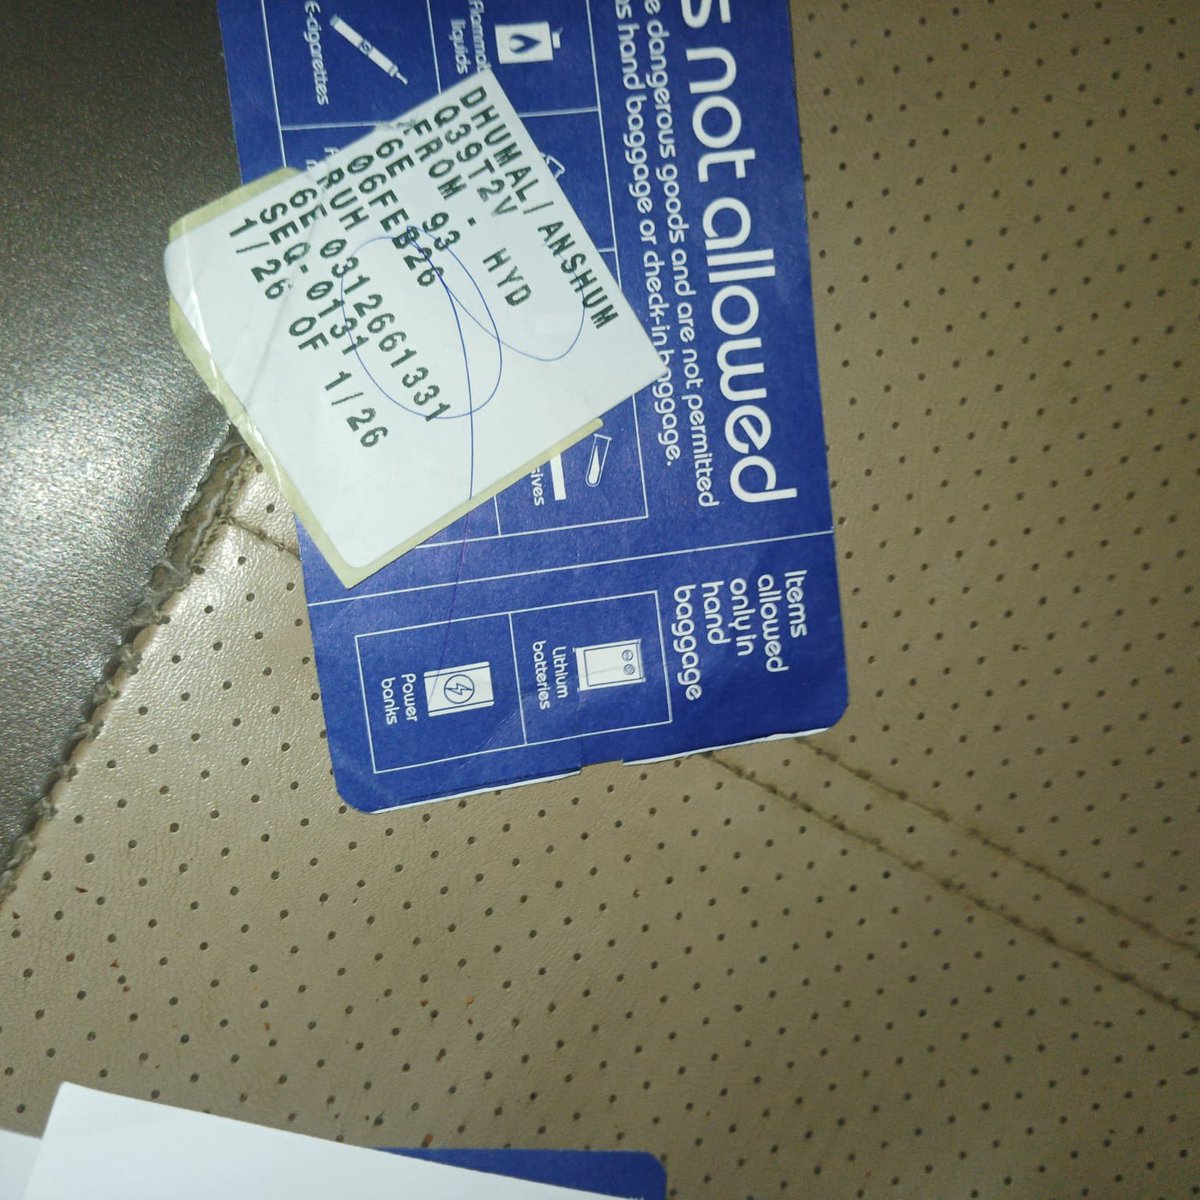 DHUMAL/ANSHUM
Q39T2V
FROM - HYD
6E 93
06FEB26
RUH
6E 0312661331
SEQ-0131
1/26 OF 1/26
not allowed
dangerous goods and are not permitted
hand baggage or check-in baggage.
E-cigarettes
liquids
Items
allowed
only in
hand
baggage
Lithium
batteries
Power
banks